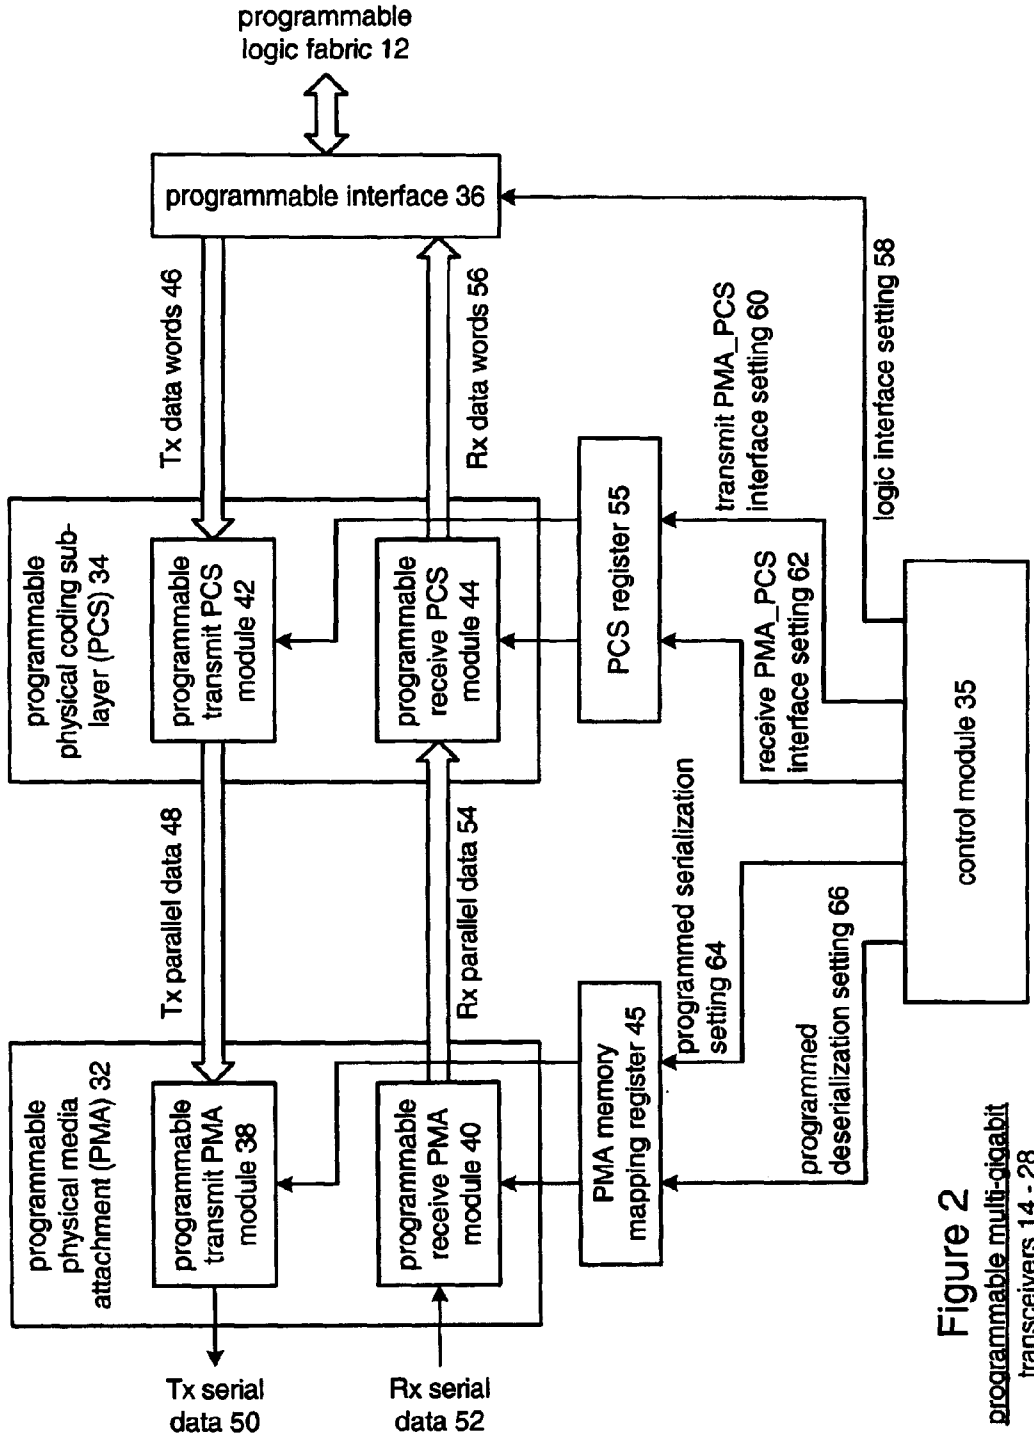 programmable
logic fabric 12
programmable interface 36
Tx data words 46
Rx data words 56
programmable
physical coding sub-
layer (PCS) 34
programmable
transmit PCS
module 42
programmable
receive PCS
module 44
PCS register 55
transmit PMA_PCS
interface setting 60
receive PMA_PCS
interface setting 62
logic interface setting 58
Tx parallel data 48
Rx parallel data 54
programmable
physical media
attachment (PMA) 32
programmable
transmit PMA
module 38
programmable
receive PMA
module 40
PMA memory
mapping register 45
programmed serialization
setting 64
programmed
deserialization setting 66
control module 35
Tx serial
data 50
Rx serial
data 52
Figure 2
programmable multi-gigabit
transceivers 14 - 28